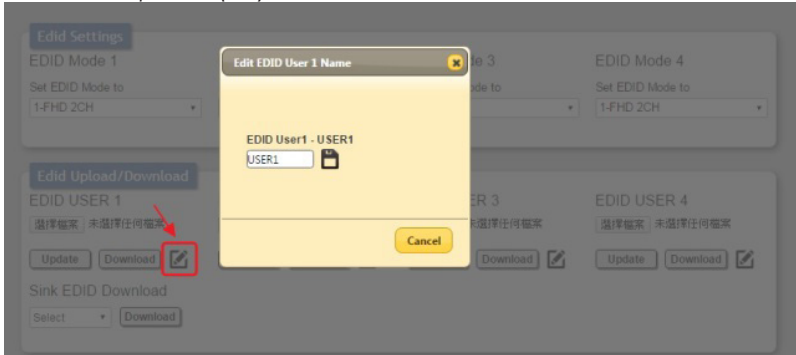 Edid Settings
EDID Mode 1
de 3
EDID Mode 4
Set EDID Mode to
ode to
Set EDID Mode to
1-FHD 2CH
1-FHD 2CH
Edit EDID User 1 Name
EDID User1 - USER1
USER1
Cancel
Edid Upload/Download
EDID USER 1
ER 3
EDID USER 4
選擇檔案 未選擇任何檔案
未選擇任何檔案
選擇檔案 未選擇任何檔案
Update Download
Download
Update Download
Sink EDID Download
Select Download